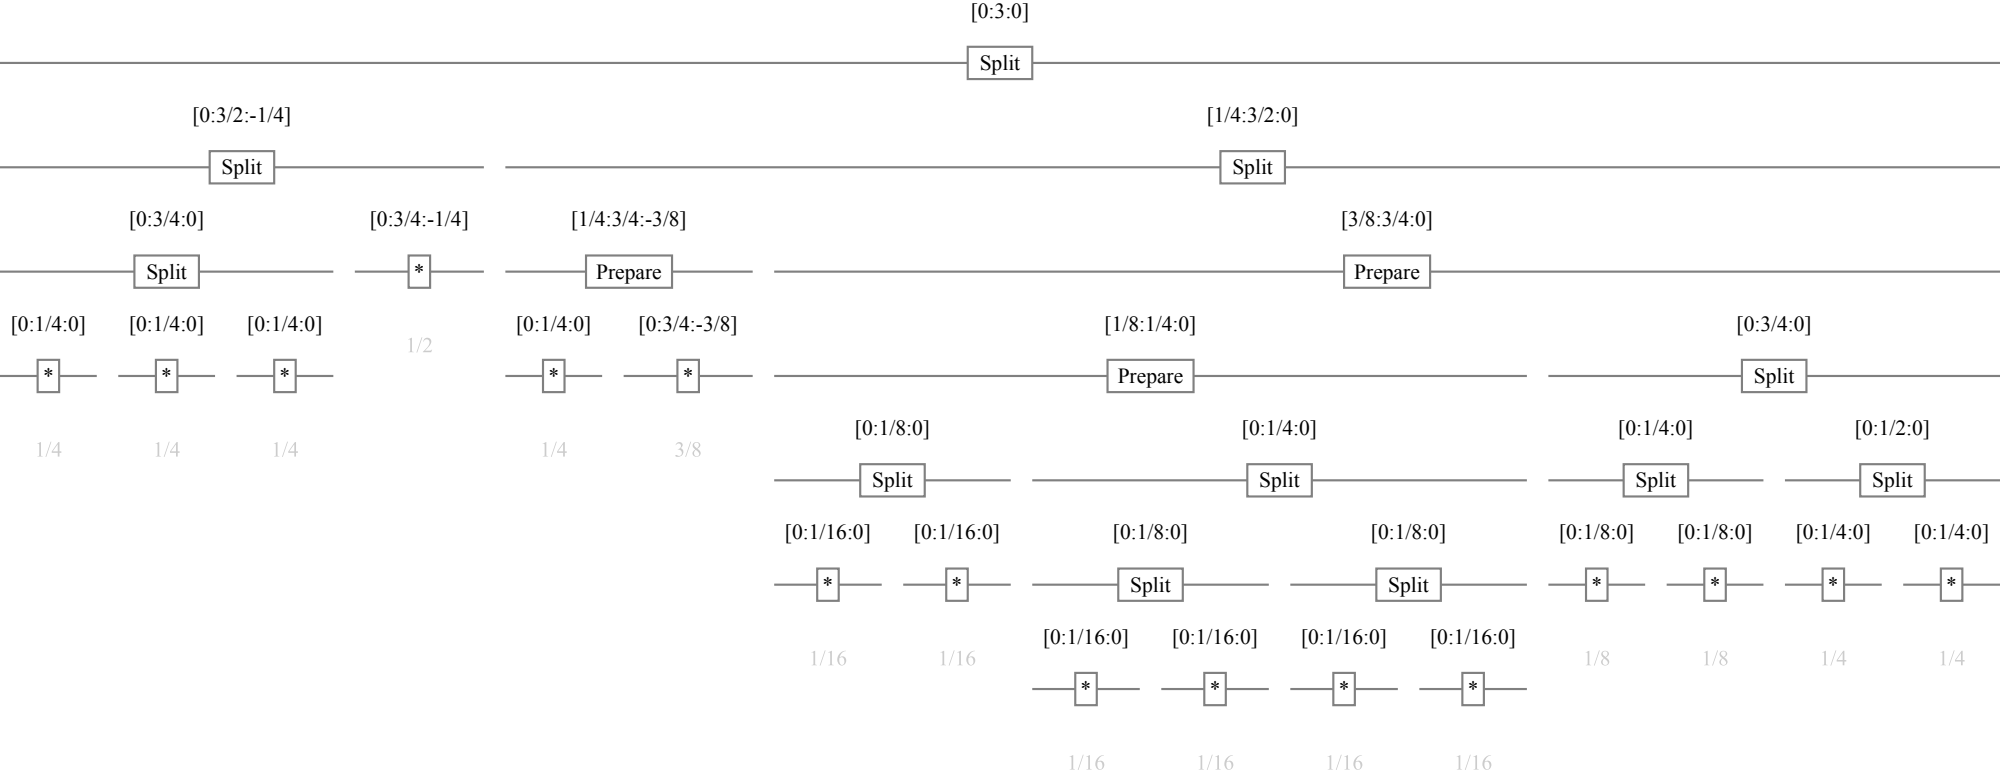 [0:3:0]
Split
[0:3/2:-1/4] [1/4:3/2:0]
Split Split
[0:3/4:0] [0:3/4:-1/4] [1/4:3/4:-3/8] [3/8:3/4:0]
Split * Prepare Prepare
[0:1/4:0] [0:1/4:0] [0:1/4:0] [0:1/4:0] [0:3/4:-3/8] [1/8:1/4:0] [0:3/4:0]
1/2
* * * * * Prepare Split
[0:1/8:0] [0:1/4:0] [0:1/4:0] [0:1/2:0]
1/4 1/4 1/4 1/4 3/8
Split Split Split Split
[0:1/16:0] [0:1/16:0] [0:1/8:0] [0:1/8:0] [0:1/8:0] [0:1/8:0] [0:1/4:0] [0:1/4:0]
* * Split Split * * * *
[0:1/16:0] [0:1/16:0] [0:1/16:0] [0:1/16:0]
1/16 1/16 1/8 1/8 1/4 1/4
* * * *
1/16 1/16 1/16 1/16